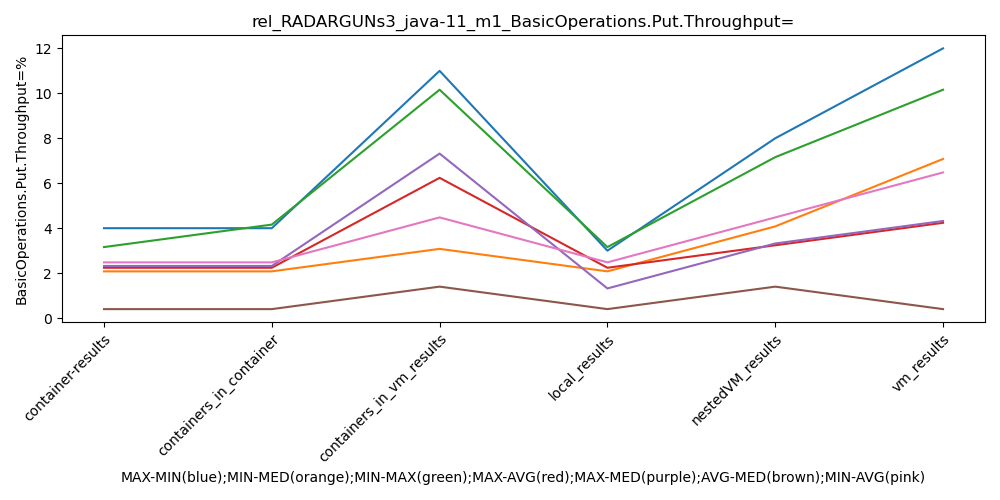 rel_RADARGUNs3_java-11_m1_BasicOperations.Put.Throughput=
BasicOperations.Put.Throughput=%
12
10
8
6
4
2
0
container-results
containers_in_container
containers_in_vm_results
local_results
nestedVM_results
vm_results
MAX-MIN(blue);MIN-MED(orange);MIN-MAX(green);MAX-AVG(red);MAX-MED(purple);AVG-MED(brown);MIN-AVG(pink)